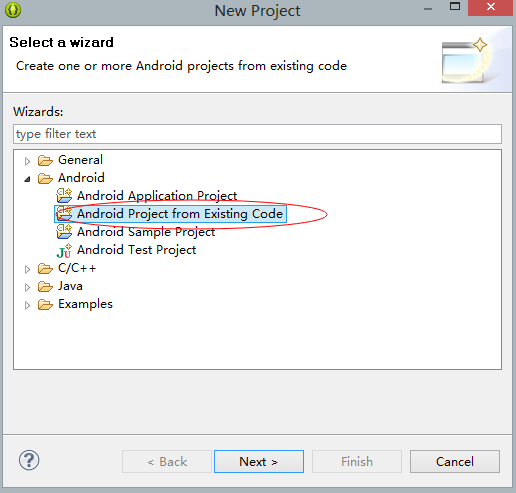 New Project
Select a wizard
Create one or more Android projects from existing code
Wizards:
type filter text
General
Android
Android Application Project
Android Project from Existing Code
Android Sample Project
Android Test Project
C/C++
Java
Examples
< Back
Next >
Finish
Cancel